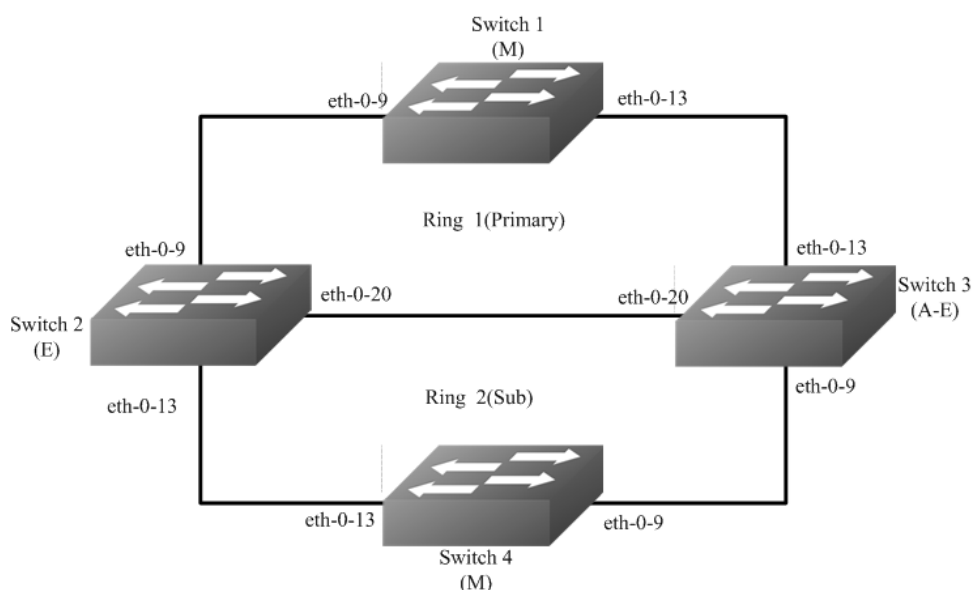 Switch 1
(M)
eth-0-9
eth-0-13
Ring 1(Primary)
eth-0-9
eth-0-13
eth-0-20
eth-0-20
Switch 3
(A-E)
Switch 2
(E)
eth-0-13
Ring 2(Sub)
eth-0-9
eth-0-13
eth-0-9
Switch 4
(M)